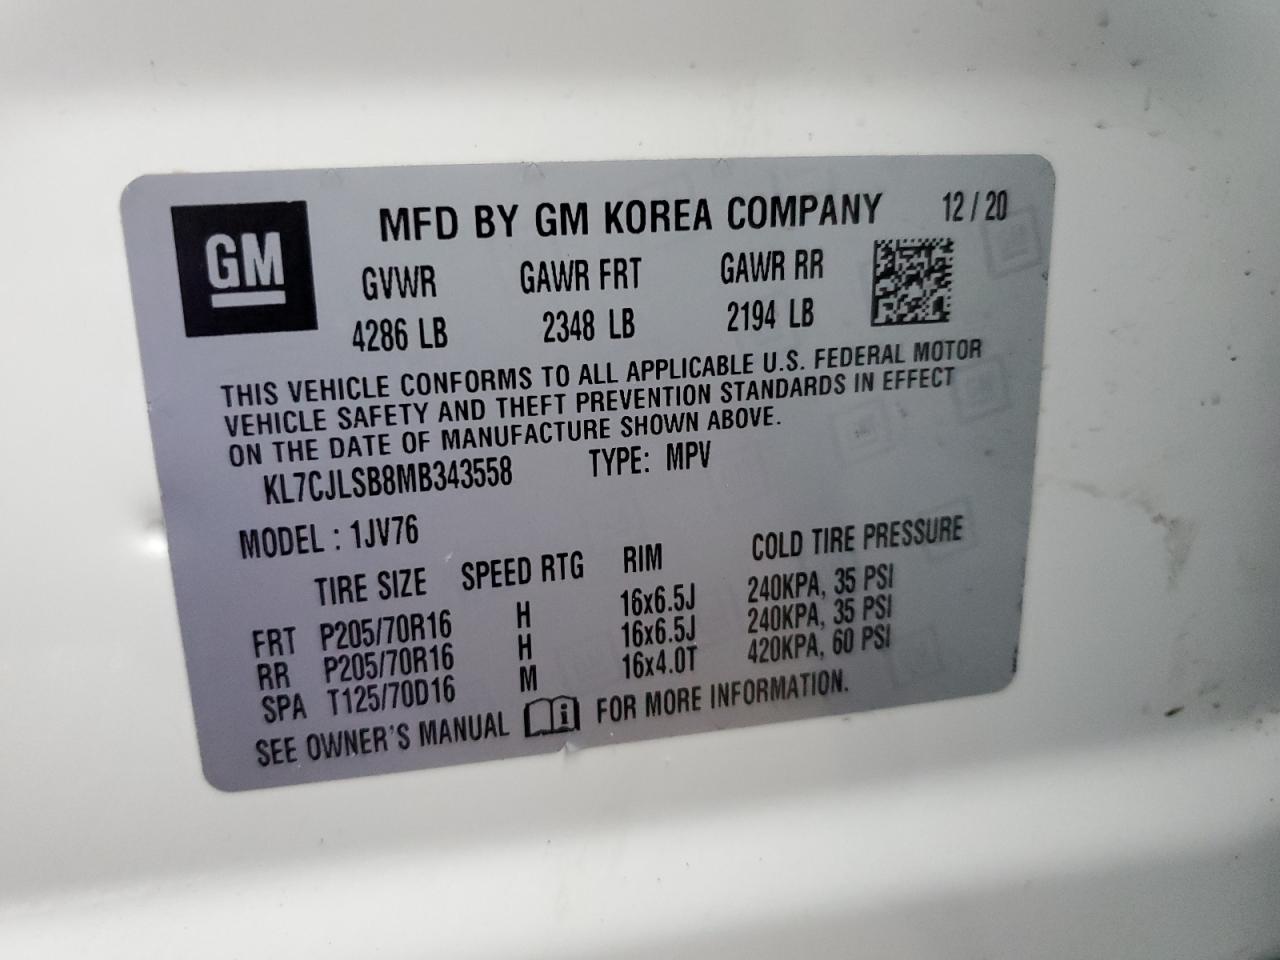 GM
MFD BY GM KOREA COMPANY 12 / 20
GVWR GAWR FRT GAWR RR
4286 LB 2348 LB 2194 LB
THIS VEHICLE CONFORMS TO ALL APPLICABLE U.S. FEDERAL MOTOR
VEHICLE SAFETY AND THEFT PREVENTION STANDARDS IN EFFECT
ON THE DATE OF MANUFACTURE SHOWN ABOVE.
KL7CJLSB8MB343558 TYPE: MPV
MODEL : 1JV76
TIRE SIZE SPEED RTG RIM COLD TIRE PRESSURE
FRT P205/70R16 H 16x6.5J 240KPA, 35 PSI
RR P205/70R16 H 16x6.5J 240KPA, 35 PSI
SPA T125/70D16 M 16x4.0T 420KPA, 60 PSI
SEE OWNER'S MANUAL i FOR MORE INFORMATION.